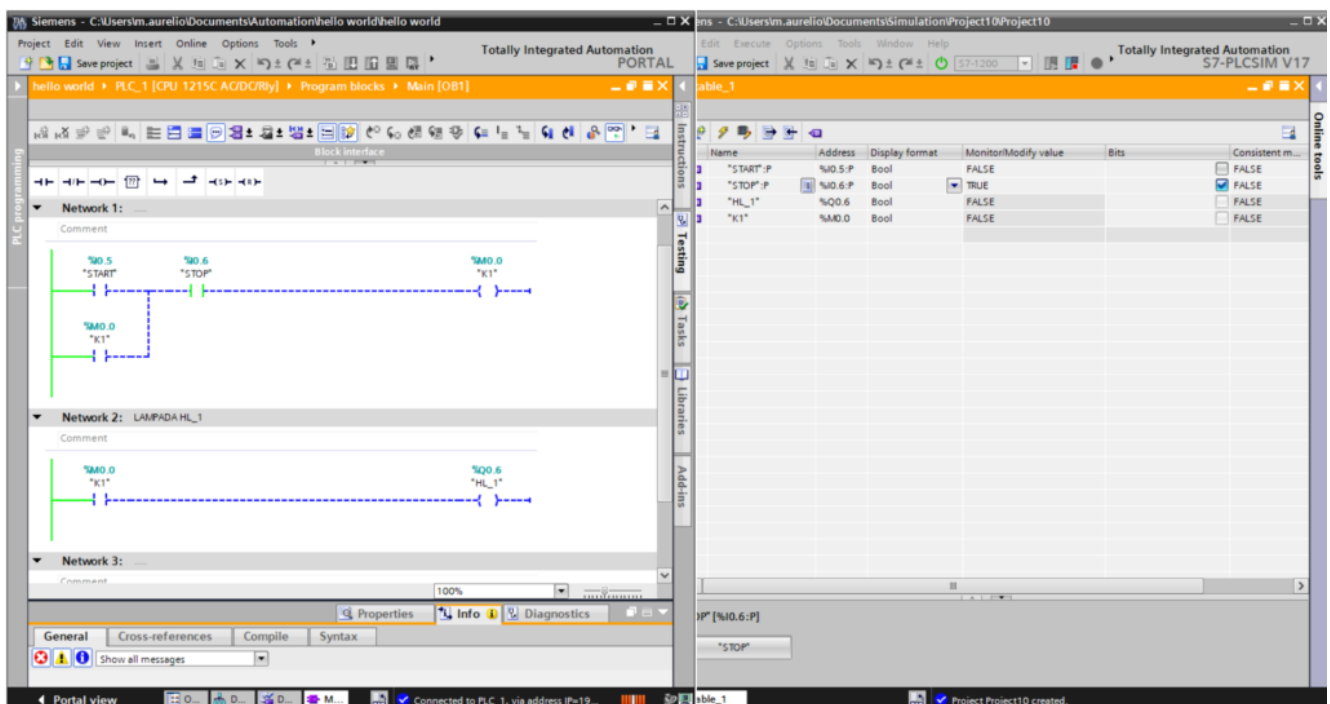 Siemens - C:\Users\m.aurelio\Documents\Automation\hello world\hello world
Project Edit View Insert Online Options Tools
Totally Integrated Automation
PORTAL
Save project
hello world PLC_1 [CPU 1215C AC/DC/Rly] Program blocks Main [OB1]
Block interface
PLC programming
Network 1: .....
Comment
%I0.5
"START"
%I0.6
"STOP"
%M0.0
"K1"
%M0.0
"K1"
Network 2: LAMPADA HL_1
Comment
%M0.0
"K1"
%Q0.6
"HL_1"
Network 3: .....
Comment
100%
Properties Info Diagnostics
General Cross-references Compile Syntax
Show all messages
Portal view O... D... D... M... Connected to PLC_1, via address IP=19...
Instructions
Testing
Tasks
Libraries
Add-ins
ens - C:\Users\m.aurelio\Documents\Simulation\Project10\Project10
Edit Execute Options Tools Window Help
Totally Integrated Automation
S7-PLCSIM V17
Save project S7-1200
table_1
Name Address Display format Monitor/Modify value Bits Consistent m...
"START":P %I0.5:P Bool FALSE FALSE
"STOP":P %I0.6:P Bool TRUE FALSE
"HL_1" %Q0.6 Bool FALSE FALSE
"K1" %M0.0 Bool FALSE FALSE
Online tools
OP" [%I0.6:P]
"STOP"
able_1 Project Project10 created.